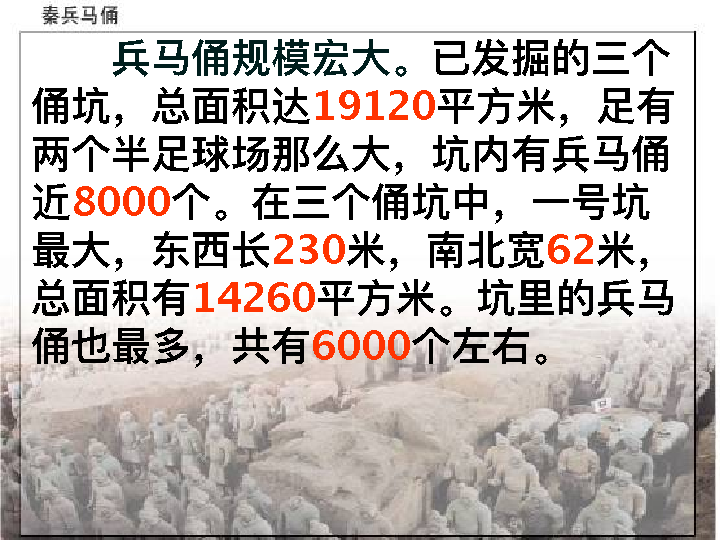 秦兵马俑
兵马俑规模宏大。已发掘的三个
俑坑，总面积达19120平方米，足有
两个半足球场那么大，坑内有兵马俑
近8000个。在三个俑坑中，一号坑
最大，东西长230米，南北宽62米，
总面积有14260平方米。坑里的兵马
俑也最多，共有6000个左右。